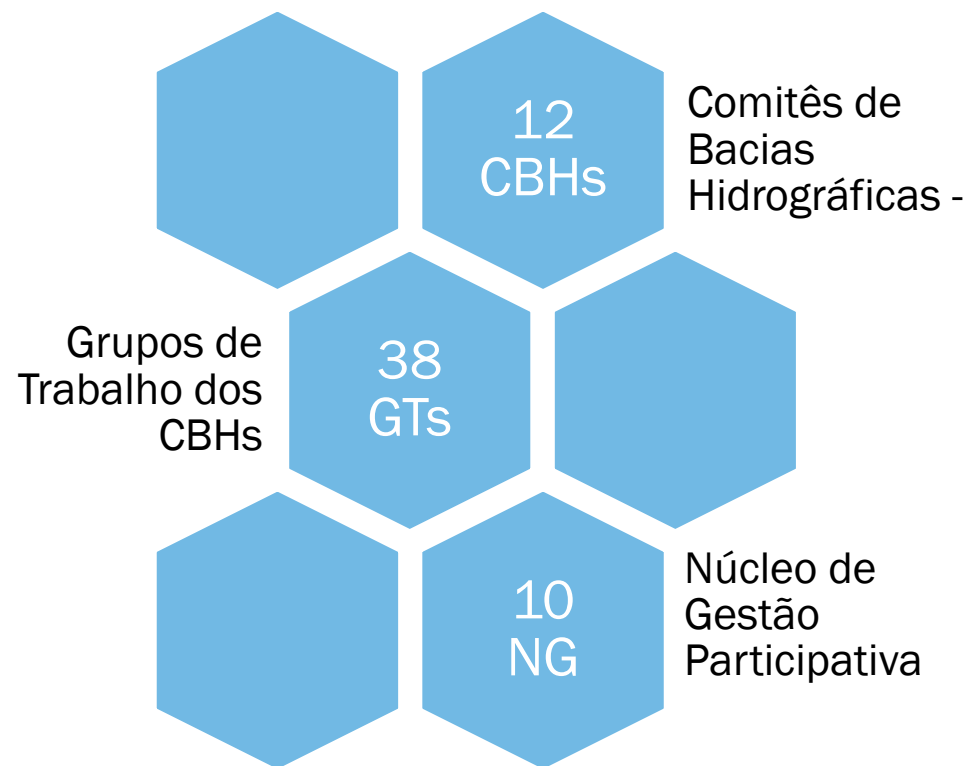 12
CBHs
Comitês de
Bacias
Hidrográficas -
Grupos de
Trabalho dos
CBHs
38
GTs
10
NG
Núcleo de
Gestão
Participativa